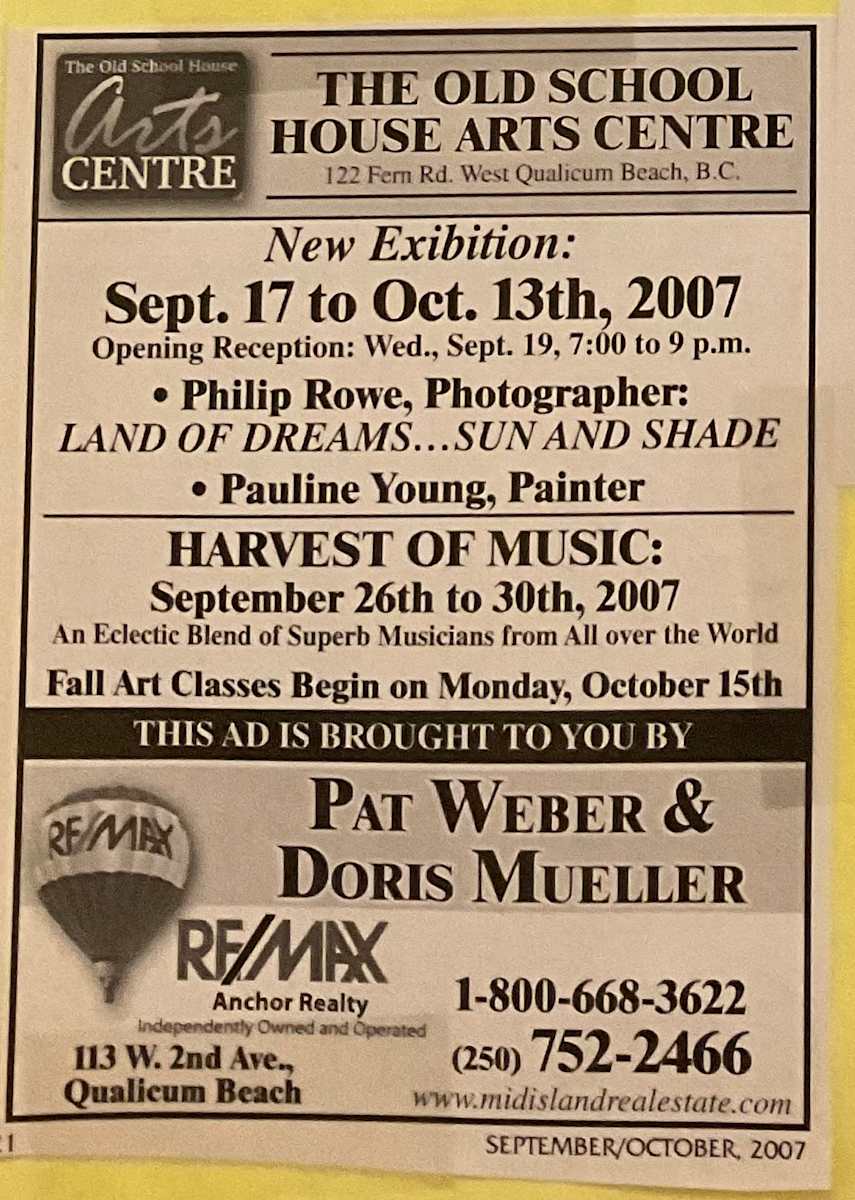 The Old School House
Arts
CENTRE
THE OLD SCHOOL
HOUSE ARTS CENTRE
122 Fern Rd. West Qualicum Beach, B.C.
New Exibition:
Sept. 17 to Oct. 13th, 2007
Opening Reception: Wed., Sept. 19, 7:00 to 9 p.m.
• Philip Rowe, Photographer:
LAND OF DREAMS...SUN AND SHADE
• Pauline Young, Painter
HARVEST OF MUSIC:
September 26th to 30th, 2007
An Eclectic Blend of Superb Musicians from All over the World
Fall Art Classes Begin on Monday, October 15th
THIS AD IS BROUGHT TO YOU BY
RE/MAX
PAT WEBER &
DORIS MUELLER
RE/MAX
Anchor Realty
Independently Owned and Operated
113 W. 2nd Ave.,
Qualicum Beach
1-800-668-3622
(250) 752-2466
www.midislandrealestate.com
SEPTEMBER/OCTOBER, 2007